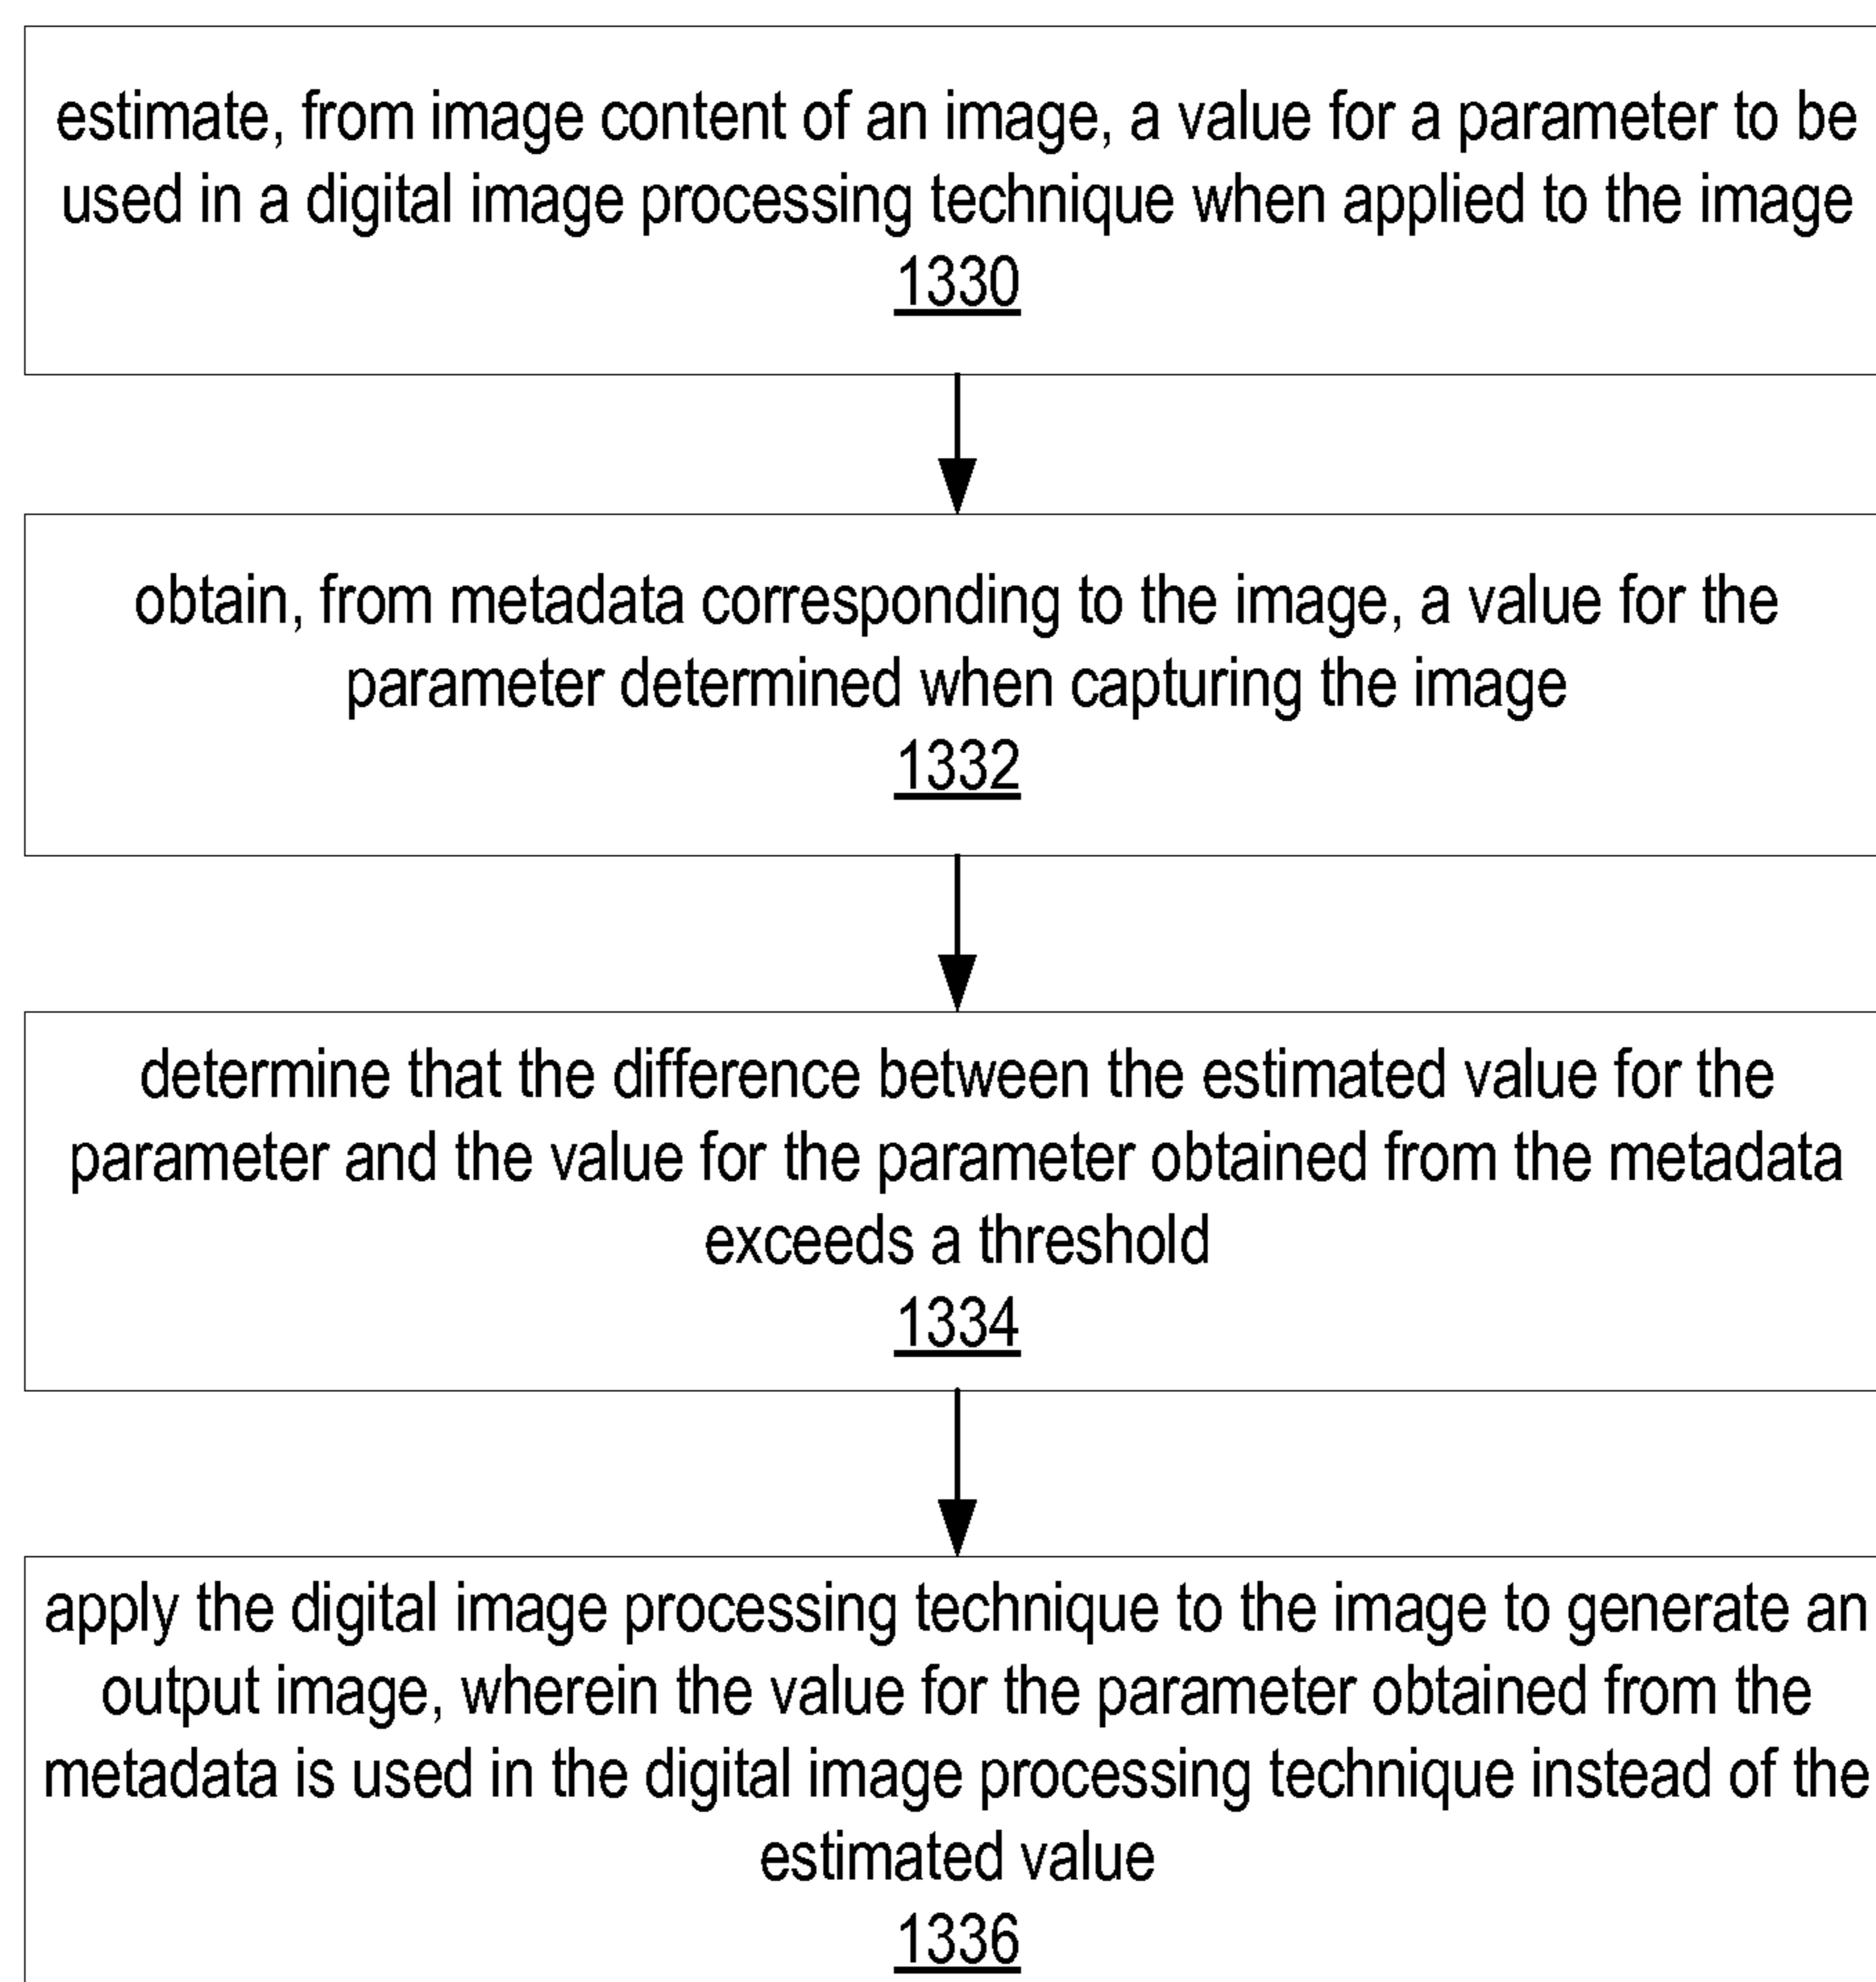 estimate, from image content of an image, a value for a parameter to be
used in a digital image processing technique when applied to the image
1330
obtain, from metadata corresponding to the image, a value for the
parameter determined when capturing the image
1332
determine that the difference between the estimated value for the
parameter and the value for the parameter obtained from the metadata
exceeds a threshold
1334
apply the digital image processing technique to the image to generate an
output image, wherein the value for the parameter obtained from the
metadata is used in the digital image processing technique instead of the
estimated value
1336